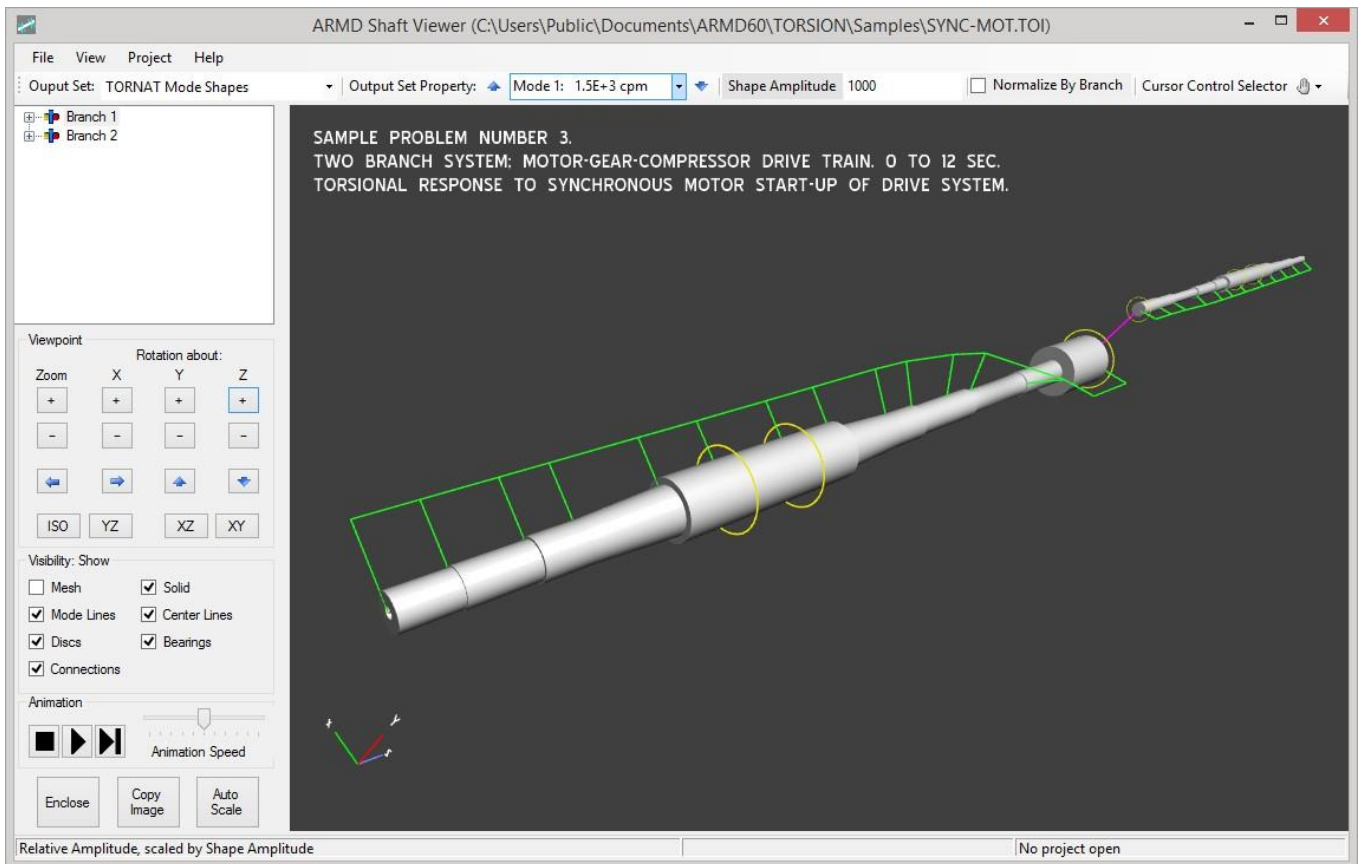 ARMD Shaft Viewer (C:\Users\Public\Documents\ARMD60\TORSION\Samples\SYNC-MOT.TOI)
File View Project Help
Ouput Set: TORNAT Mode Shapes Output Set Property: Mode 1: 1.5E+3 cpm Shape Amplitude 1000 Normalize By Branch Cursor Control Selector
Branch 1
Branch 2
SAMPLE PROBLEM NUMBER 3.
TWO BRANCH SYSTEM; MOTOR-GEAR-COMPRESSOR DRIVE TRAIN. 0 TO 12 SEC.
TORSIONAL RESPONSE TO SYNCHRONOUS MOTOR START-UP OF DRIVE SYSTEM.
Viewpoint
Rotation about:
Zoom X Y Z
+ + + +
- - - -
ISO YZ XZ XY
Visibility: Show
Mesh Solid
Mode Lines Center Lines
Discs Bearings
Connections
Animation
Animation Speed
X Y Z
Enclose Copy Image Auto Scale
Relative Amplitude, scaled by Shape Amplitude No project open